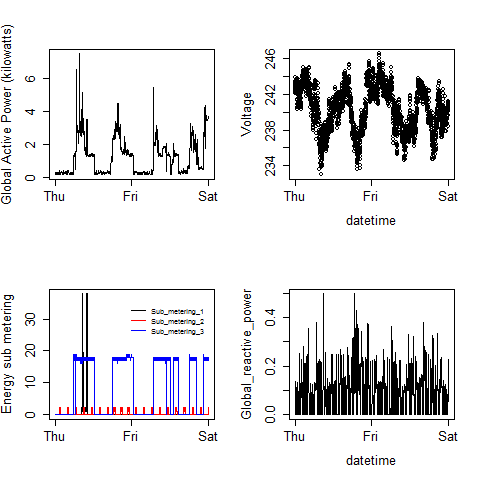 Global Active Power (kilowatts)
0 2 4 6
Thu Fri Sat
Voltage
234 238 242 246
Thu Fri Sat
datetime
Energy sub metering
0 10 20 30
Sub_metering_1
Sub_metering_2
Sub_metering_3
Thu Fri Sat
Global_reactive_power
0.0 0.2 0.4
Thu Fri Sat
datetime